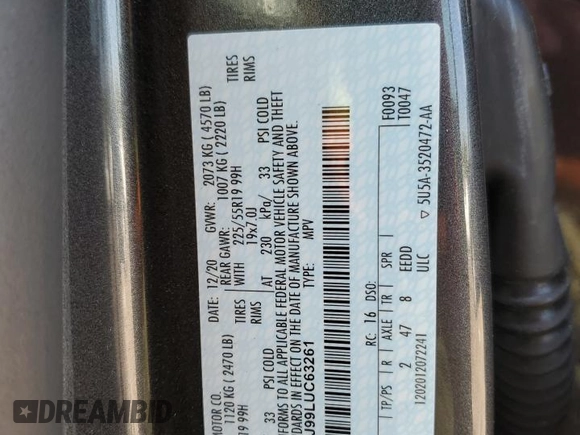 MOTOR CO.
DATE: 12/20 GVWR: 2073 KG ( 4570 LB)
1120 KG (2470 LB) REAR GAWR: 1007 KG ( 2220 LB)
19 99H WITH 225/55R19 99H TIRES
19x7.0J RIMS
33 PSI COLD AT 230 kPa/ 33 PSI COLD
ALL APPLICABLE FEDERAL MOTOR VEHICLE SAFETY AND THEFT
IN EFFECT ON THE DATE OF MANUFACTURE SHOWN ABOVE.
J99LUC63261 TYPE: MPV
TIRES
RIMS
RC: 16 DSO: F0093
T0047
TP/PS R AXLE TR SPR
2 47 8 EEDD
1202012072241 ULC ▽ 5U5A-3520472-AA
DREAMBID